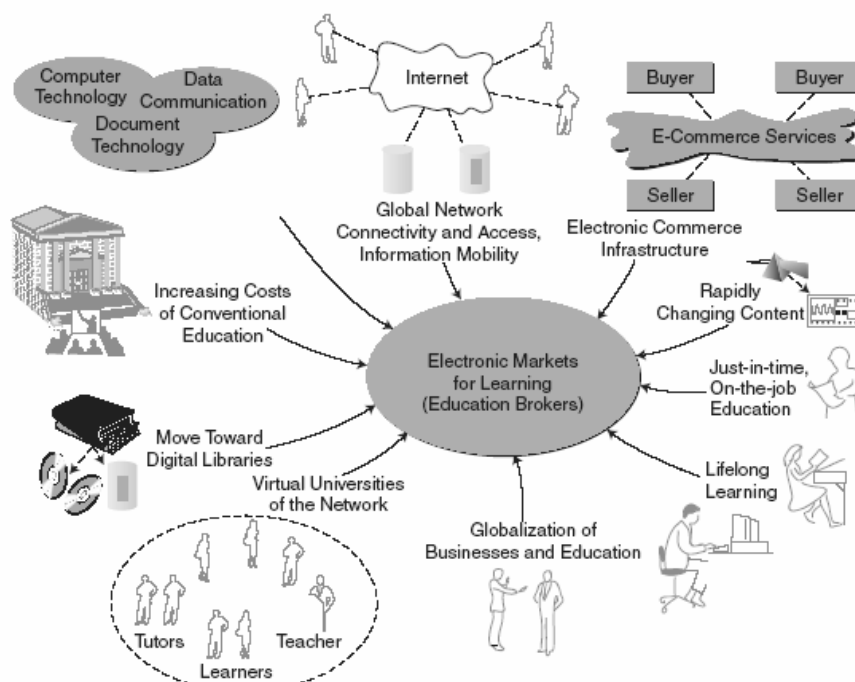 Computer
Technology
Data
Communication
Document
Technology
Internet
Buyer
Buyer
E-Commerce Services
Seller
Seller
Global Network
Connectivity and Access,
Information Mobility
Electronic Commerce
Infrastructure
Increasing Costs
of Conventional
Education
Rapidly
Changing Content
Electronic Markets
for Learning
(Education Brokers)
Just-in-time,
On-the-job
Education
Move Toward
Digital Libraries
Virtual Universities
of the Network
Lifelong
Learning
Globalization of
Businesses and Education
Tutors
Teacher
Learners